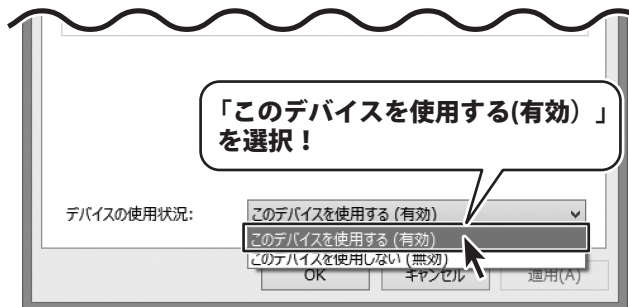 「このデバイスを使用する(有効）」
を選択！
デバイスの使用状況:
このデバイスを使用する (有効)
このデバイスを使用する (有効)
このデバイスを使用しない (無効)
OK
キャンセル
適用(A)